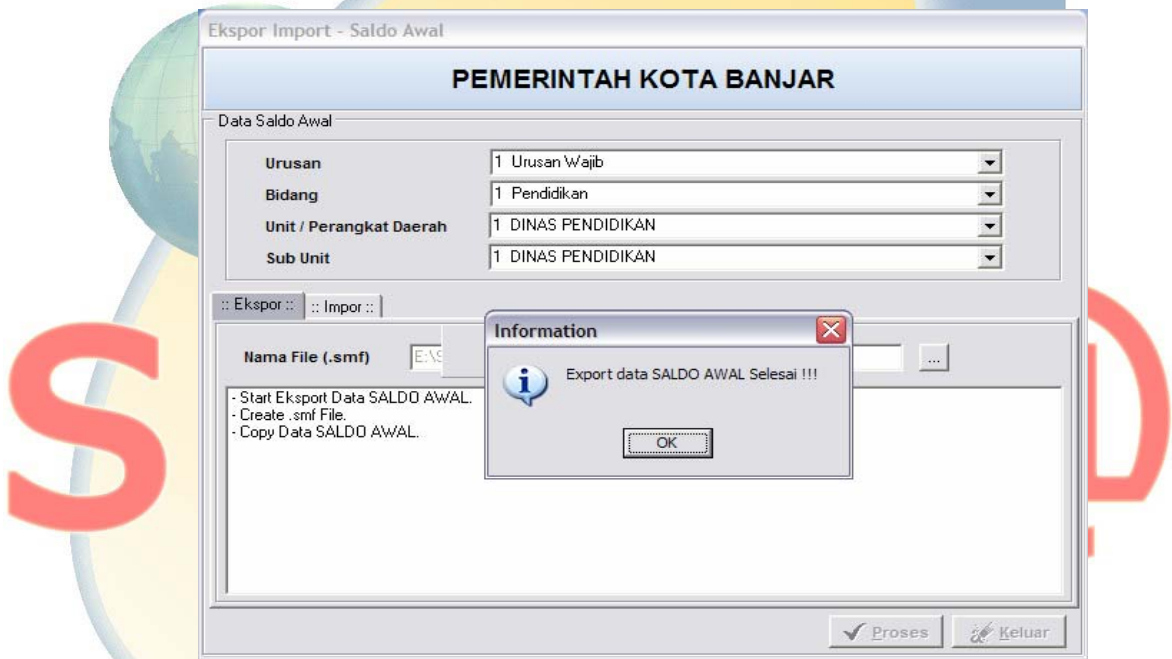 Ekspor Import - Saldo Awal
PEMERINTAH KOTA BANJAR
Data Saldo Awal
Urusan
1 Urusan Wajib
Bidang
1 Pendidikan
Unit / Perangkat Daerah
1 DINAS PENDIDIKAN
Sub Unit
1 DINAS PENDIDIKAN
:: Ekspor :: :: Impor ::
Information
Nama File (.smf)
E:\S
...
Export data SALDO AWAL Selesai !!!
- Start Eksport Data SALDO AWAL.
- Create .smf File.
- Copy Data SALDO AWAL.
OK
Proses
Keluar
S